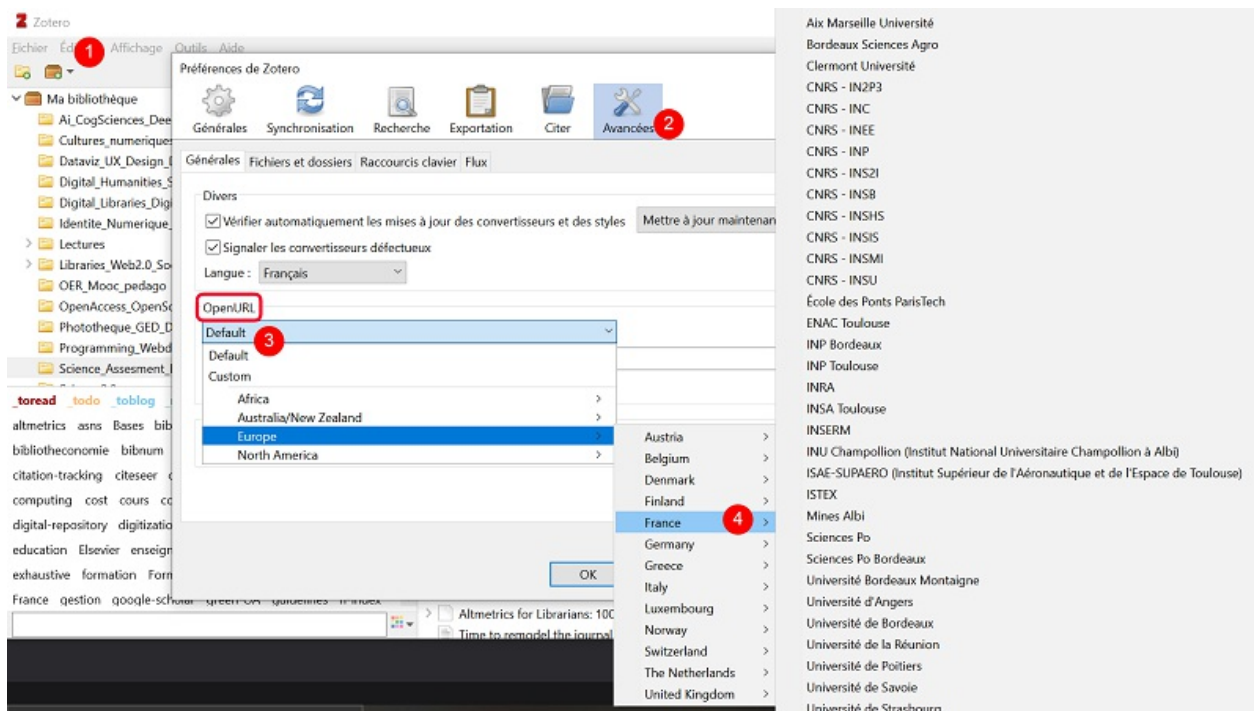 Zotero
Fichier Éd 1 Affichage Outils Aide
Ma bibliothèque
Ai_CogSciences_Dee
Cultures_numeriques
Dataviz_UX_Design_
Digital_Humanities_S
Digital_Libraries_Digi
Identite_Numerique_
Lectures
Libraries_Web2.0_So
OER_Mooc_pedago
OpenAccess_OpenSc
Phototheque_GED_D
Programming_Webd
Science_Assesment_
_toread _todo _toblog
altmetrics asns Bases bib
bibliotheconomie bibnum
citation-tracking citeseer
computing cost cours
digital-repository digitizatio
education Elsevier enseign
exhaustive formation Form
France gestion google-scholar green-OA guidelines h-index
Préférences de Zotero
Générales Synchronisation Recherche Exportation Citer Avancées 2
Générales Fichiers et dossiers Raccourcis clavier Flux
Divers
Vérifier automatiquement les mises à jour des convertisseurs et des styles Mettre à jour maintenan
Signaler les convertisseurs défectueux
Langue : Français
OpenURL
Default 3
Default
Custom
Africa
Australia/New Zealand
Europe
North America
OK
Altmetrics for Librarians: 100
Time to remodel the journal
Austria
Belgium
Denmark
Finland
France 4
Germany
Greece
Italy
Luxembourg
Norway
Switzerland
The Netherlands
United Kingdom
Aix Marseille Université
Bordeaux Sciences Agro
Clermont Université
CNRS - IN2P3
CNRS - INC
CNRS - INEE
CNRS - INP
CNRS - INS2I
CNRS - INSB
CNRS - INSHS
CNRS - INSIS
CNRS - INSMI
CNRS - INSU
École des Ponts ParisTech
ENAC Toulouse
INP Bordeaux
INP Toulouse
INRA
INSA Toulouse
INSERM
INU Champollion (Institut National Universitaire Champollion à Albi)
ISAE-SUPAERO (Institut Supérieur de l'Aéronautique et de l'Espace de Toulouse)
ISTEX
Mines Albi
Sciences Po
Sciences Po Bordeaux
Université Bordeaux Montaigne
Université d'Angers
Université de Bordeaux
Université de la Réunion
Université de Poitiers
Université de Savoie
Université de Strasbourg